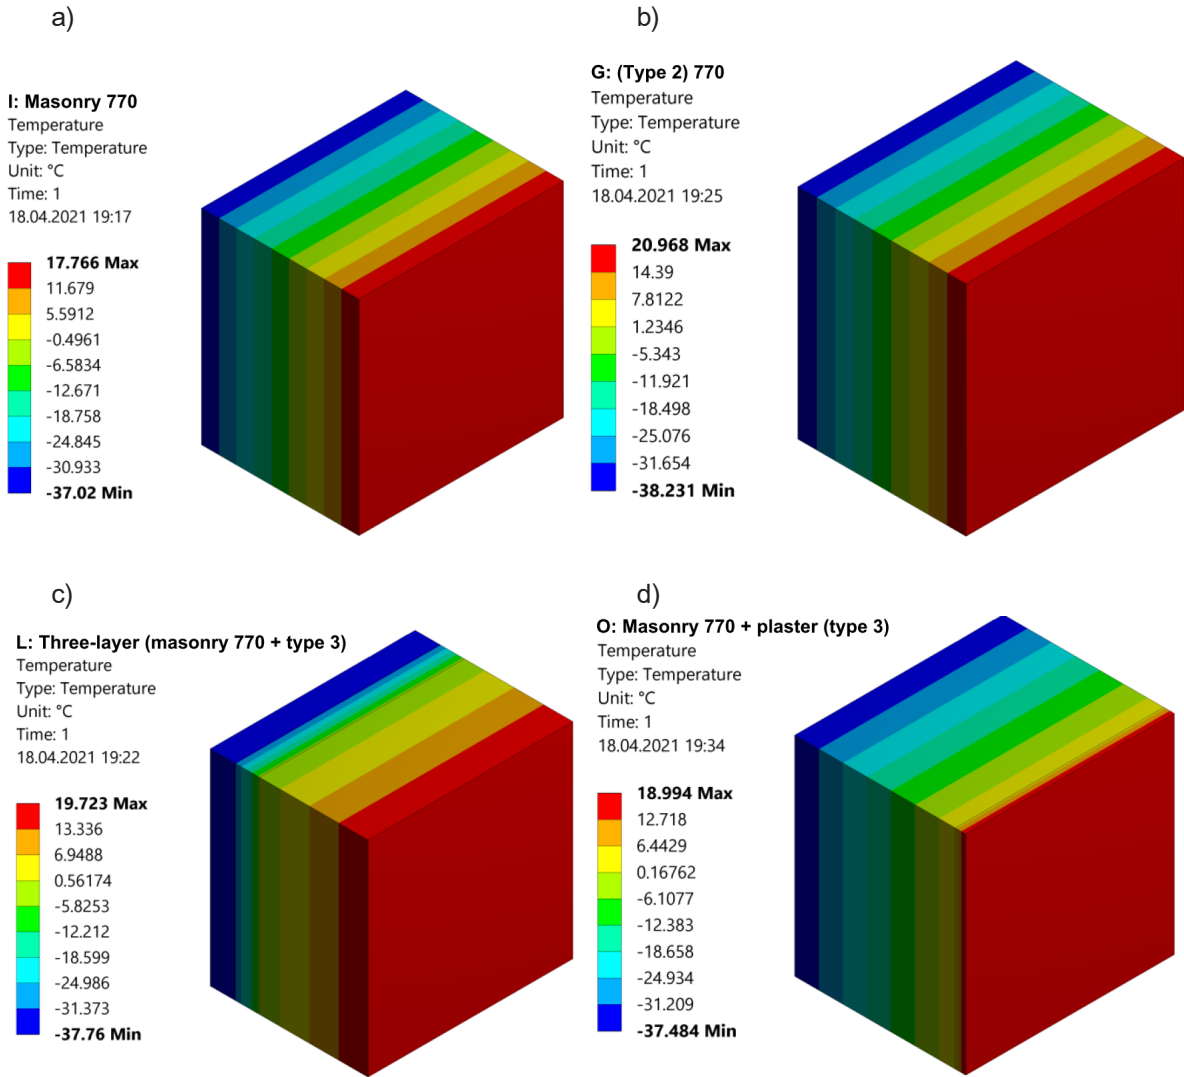 a)
I: Masonry 770
Temperature
Type: Temperature
Unit: °C
Time: 1
18.04.2021 19:17
17.766 Max
11.679
5.5912
-0.4961
-6.5834
-12.671
-18.758
-24.845
-30.933
-37.02 Min
b)
G: (Type 2) 770
Temperature
Type: Temperature
Unit: °C
Time: 1
18.04.2021 19:25
20.968 Max
14.39
7.8122
1.2346
-5.343
-11.921
-18.498
-25.076
-31.654
-38.231 Min
c)
L: Three-layer (masonry 770 + type 3)
Temperature
Type: Temperature
Unit: °C
Time: 1
18.04.2021 19:22
19.723 Max
13.336
6.9488
0.56174
-5.8253
-12.212
-18.599
-24.986
-31.373
-37.76 Min
d)
O: Masonry 770 + plaster (type 3)
Temperature
Type: Temperature
Unit: °C
Time: 1
18.04.2021 19:34
18.994 Max
12.718
6.4429
0.16762
-6.1077
-12.383
-18.658
-24.934
-31.209
-37.484 Min